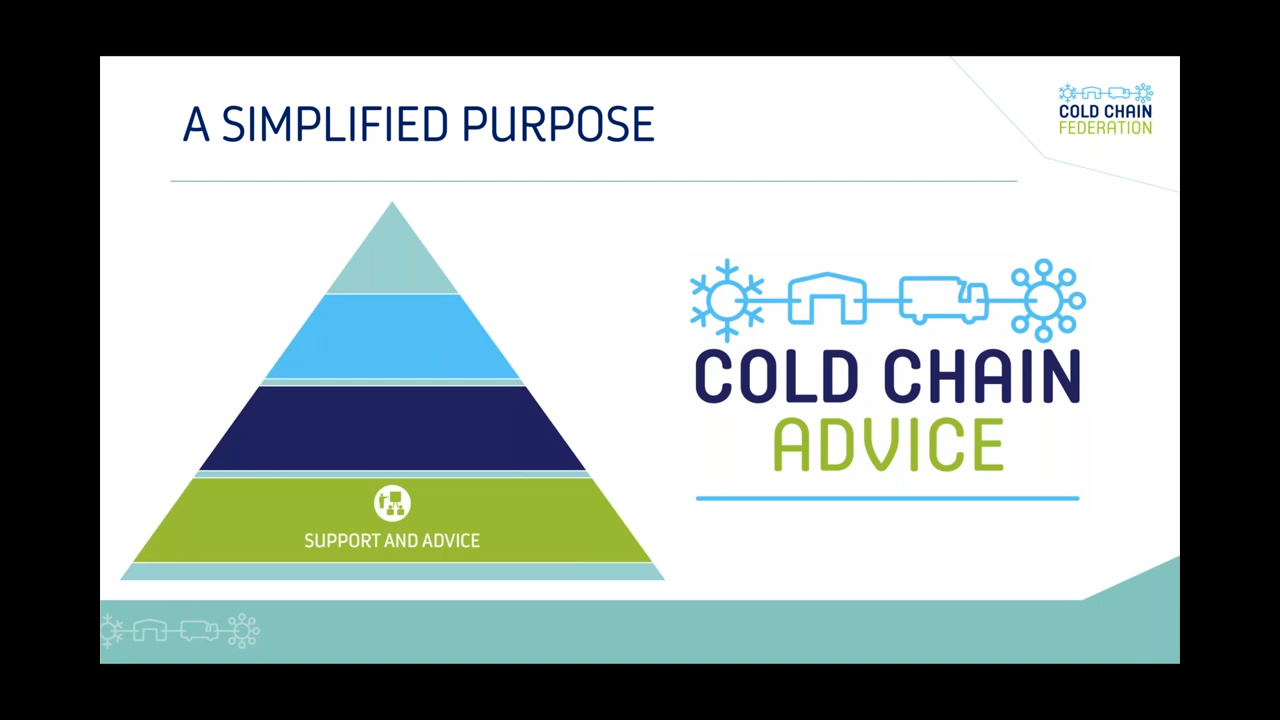 A SIMPLIFIED PURPOSE
COLD CHAIN
FEDERATION
COLD CHAIN
ADVICE
SUPPORT AND ADVICE